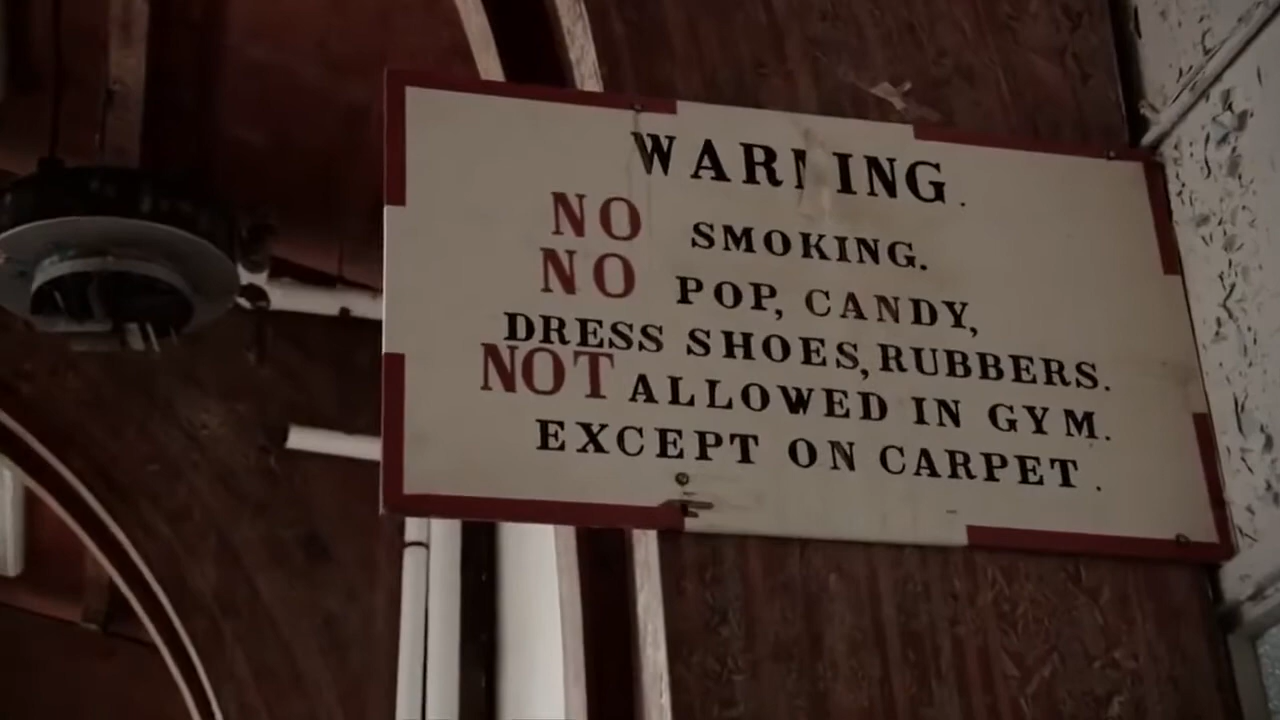 WARNING.
NO SMOKING.
NO POP, CANDY,
DRESS SHOES, RUBBERS.
NOT ALLOWED IN GYM.
EXCEPT ON CARPET.